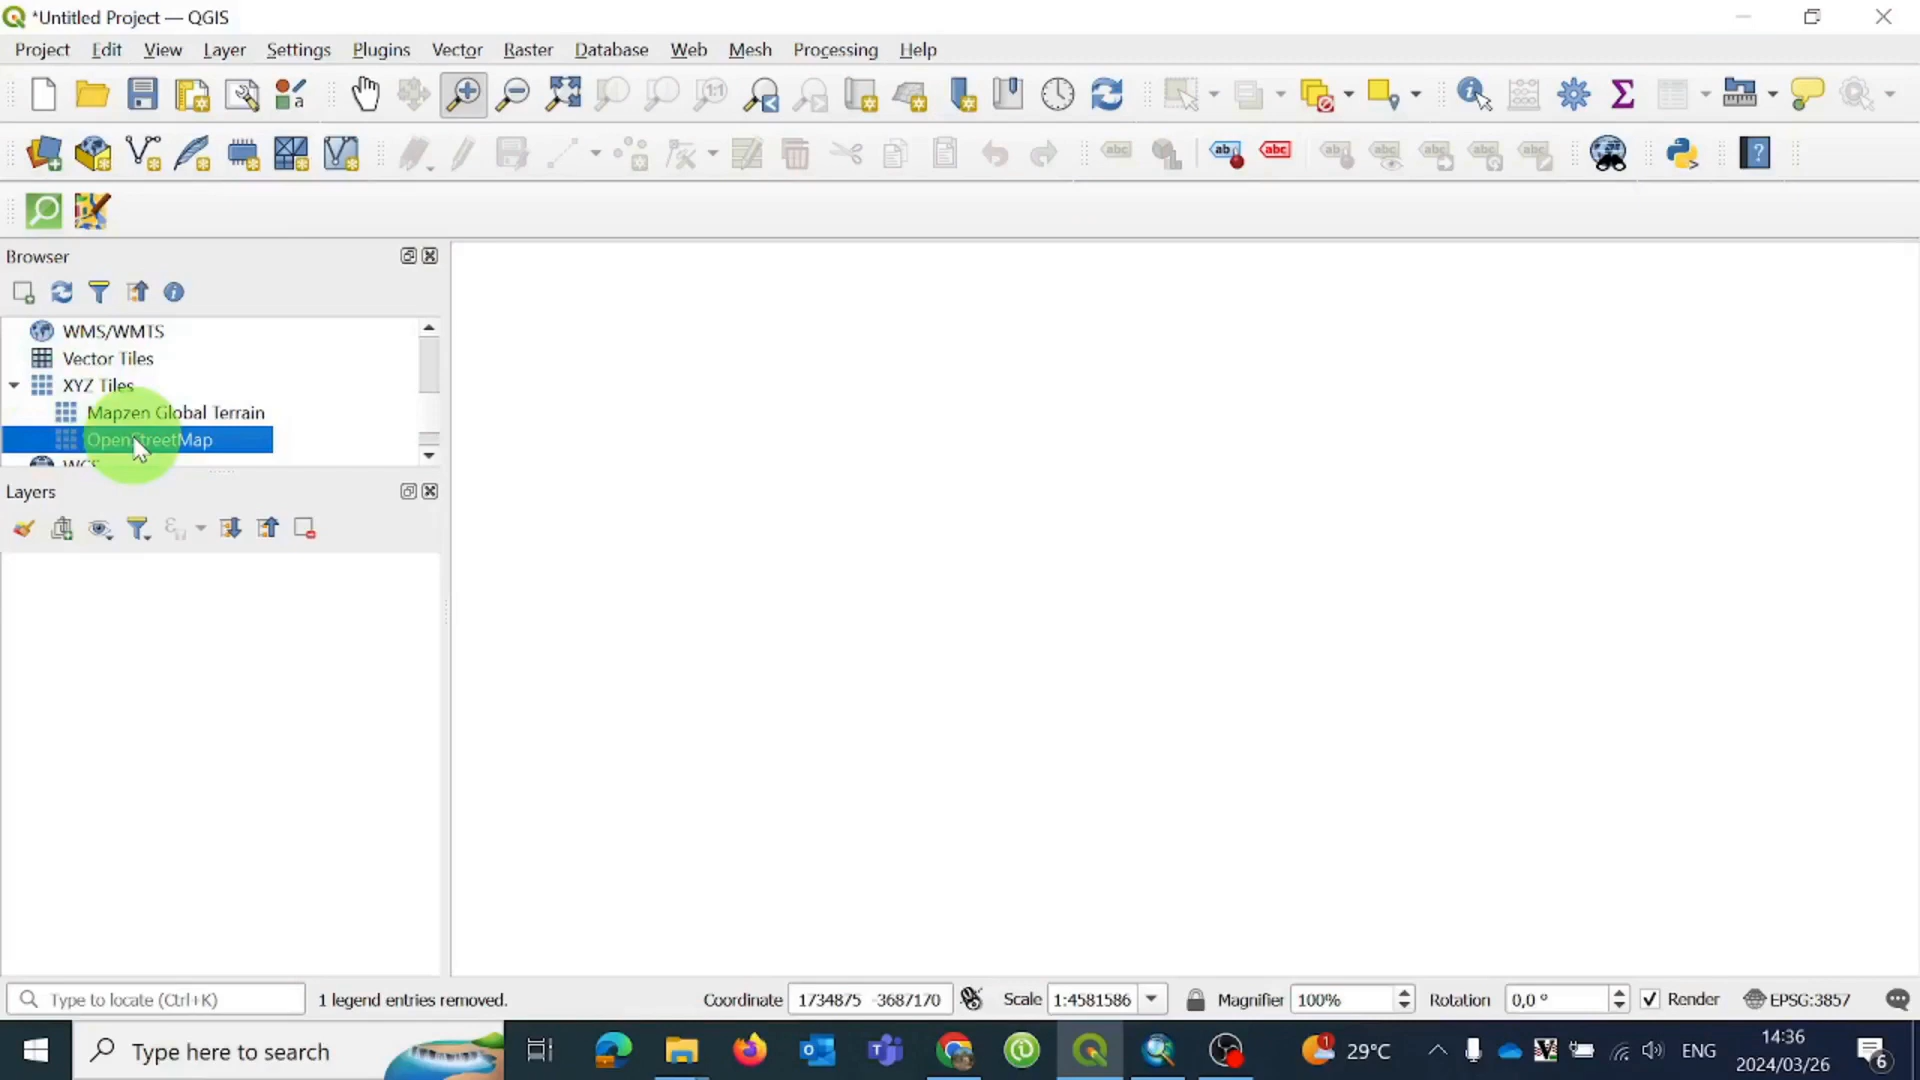 *Untitled Project — QGIS
Project Edit View Layer Settings Plugins Vector Raster Database Web Mesh Processing Help
Browser
WMS/WMTS
Vector Tiles
XYZ Tiles
Mapzen Global Terrain
OpenStreetMap
WCS
Layers
Type to locate (Ctrl+K) 1 legend entries removed. Coordinate 1734875 -3687170 Scale 1:4581586 Magnifier 100% Rotation 0,0 ° Render EPSG:3857
Type here to search 1 29°C ENG 14:36
2024/03/26 6